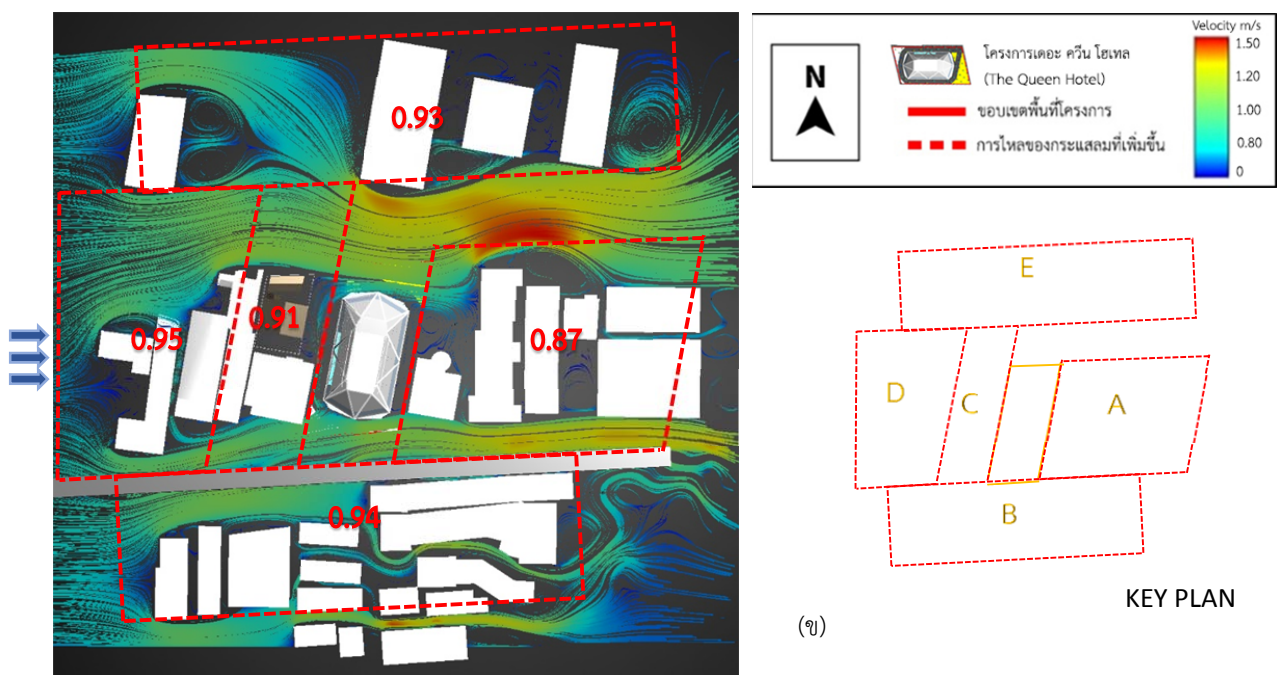 0.93
0.95
0.91
0.87
0.94
N
โครงการเดอะ ควีน โฮเทล
(The Queen Hotel)
ขอบเขตพื้นที่โครงการ
การไหลของกระแสลมที่เพิ่มขึ้น
Velocity m/s
1.50
1.20
1.00
0.80
0
E
D
C
A
B
KEY PLAN
(ข)